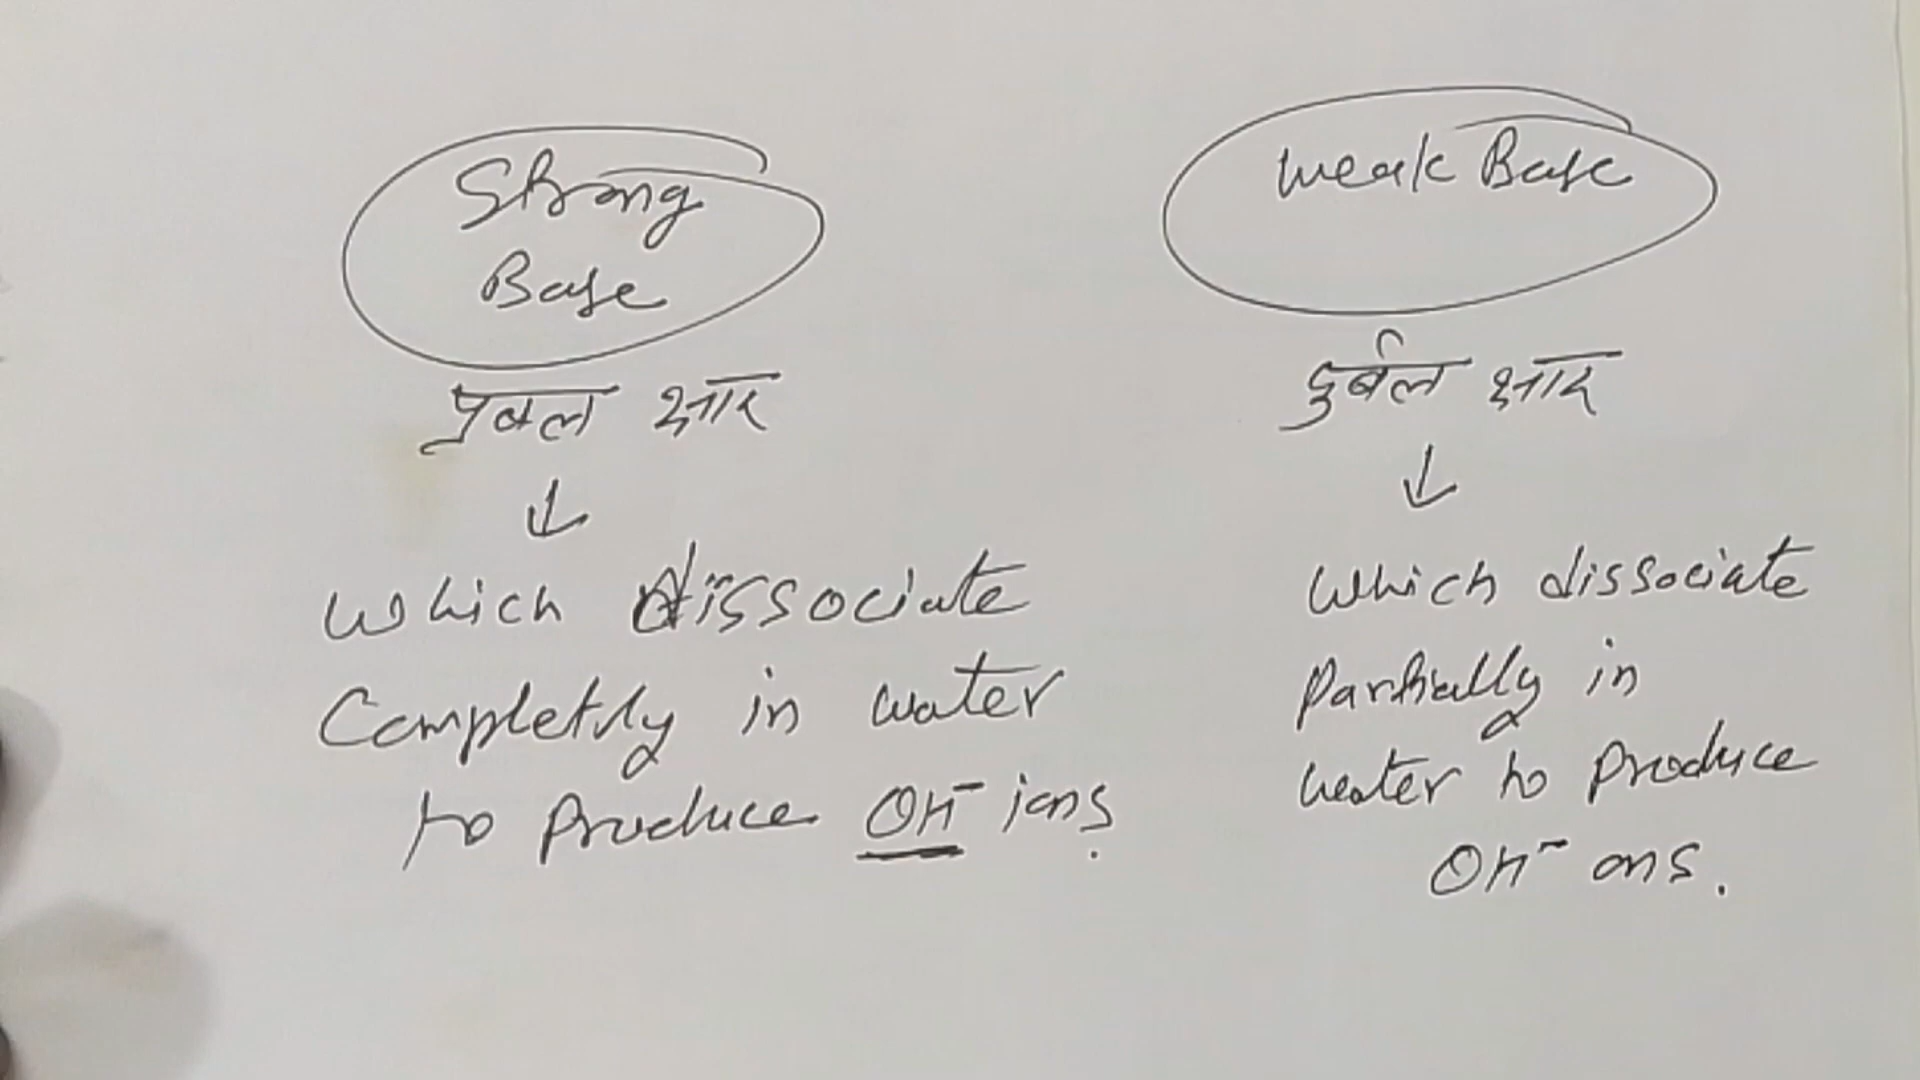 Strong
Base
प्रबल क्षार
↓
which dissociate
Completly in water
to produce OH⁻ ions.
Weak Base
दुर्बल क्षार
↓
Which dissociate
Partially in
water to produce
OH⁻ ons.